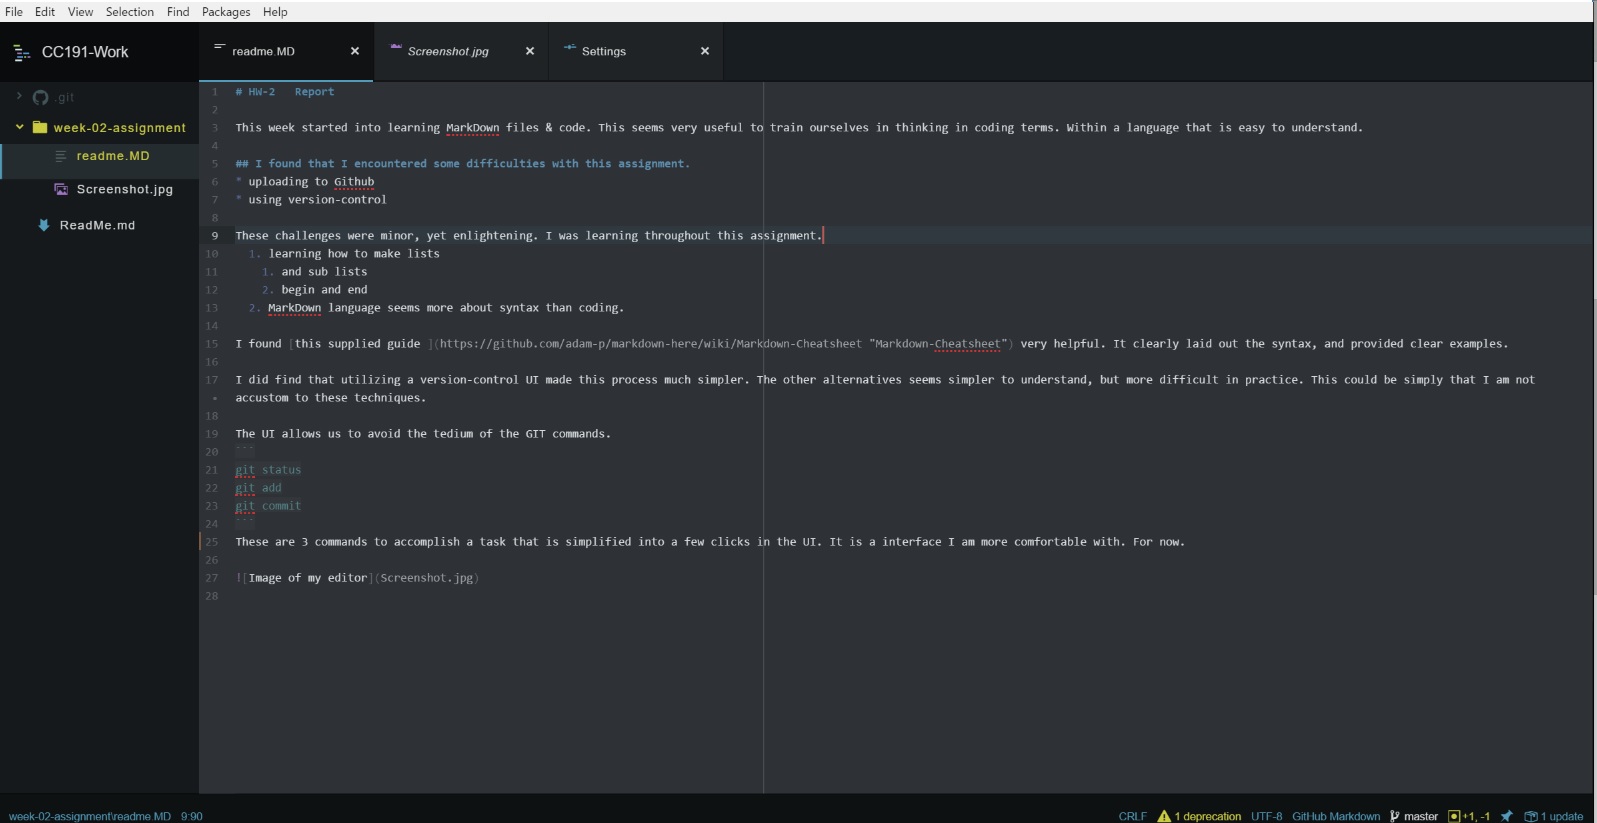 File Edit View Selection Find Packages Help
CC191-Work
readme.MD
Screenshot.jpg
Settings
.git
week-02-assignment
readme.MD
Screenshot.jpg
ReadMe.md
1 # HW-2   Report
2
3 This week started into learning MarkDown files & code. This seems very useful to train ourselves in thinking in coding terms. Within a language that is easy to understand.
4
5 ## I found that I encountered some difficulties with this assignment.
6 * uploading to Github
7 * using version-control
8
9 These challenges were minor, yet enlightening. I was learning throughout this assignment.
10   1. learning how to make lists
11     1. and sub lists
12     2. begin and end
13   2. MarkDown language seems more about syntax than coding.
14
15 I found [this supplied guide ](https://github.com/adam-p/markdown-here/wiki/Markdown-Cheatsheet "Markdown-Cheatsheet") very helpful. It clearly laid out the syntax, and provided clear examples.
16
17 I did find that utilizing a version-control UI made this process much simpler. The other alternatives seems simpler to understand, but more difficult in practice. This could be simply that I am not
• accustom to these techniques.
18
19 The UI allows us to avoid the tedium of the GIT commands.
20 ```
21 git status
22 git add
23 git commit
24 ```
25 These are 3 commands to accomplish a task that is simplified into a few clicks in the UI. It is a interface I am more comfortable with. For now.
26
27 ![Image of my editor](Screenshot.jpg)
28
week-02-assignment\readme.MD 9:90 CRLF 1 deprecation UTF-8 GitHub Markdown master +1, -1 1 update